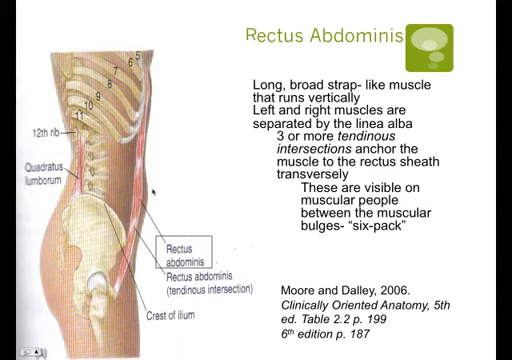 Rectus Abdominis
Long, broad strap- like muscle
that runs vertically
Left and right muscles are
separated by the linea alba
3 or more tendinous
intersections anchor the
muscle to the rectus sheath
transversely
These are visible on
muscular people
between the muscular
bulges- “six-pack”
Moore and Dalley, 2006.
Clinically Oriented Anatomy, 5th
ed. Table 2.2 p. 199
6th edition p. 187
5
6
7
8
9
10
11
12th rib
Quadratus
lumborum
Rectus
abdominis
Rectus abdominis
(tendinous intersection)
Crest of ilium